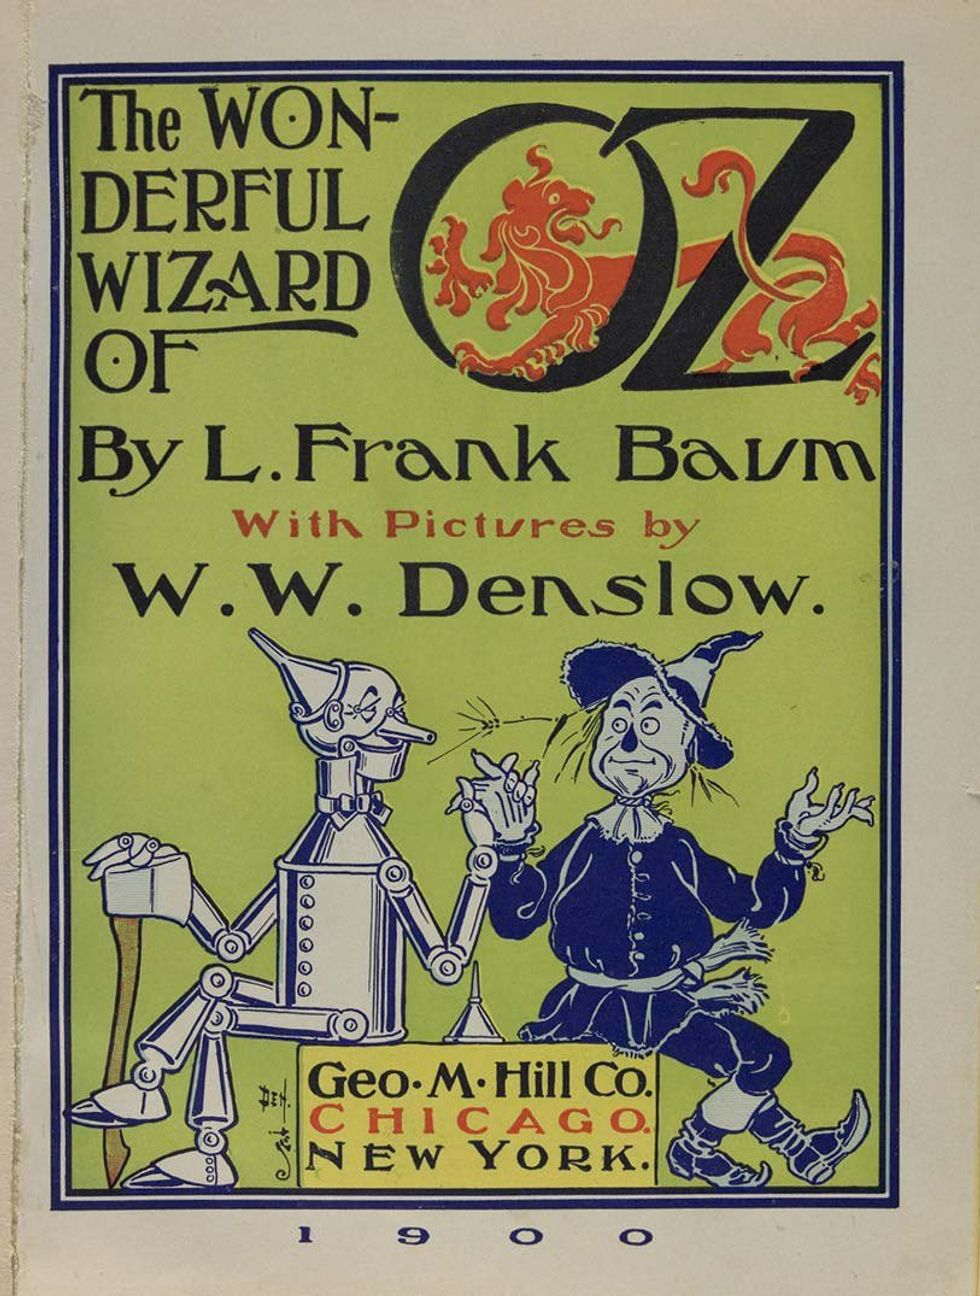 The WON-
DERFUL
WIZARD
OF
OZ
By L. Frank Baum
With Pictures by
W. W. Denslow.
DEN.
Geo. M. Hill Co.
CHICAGO.
NEW YORK.
1900